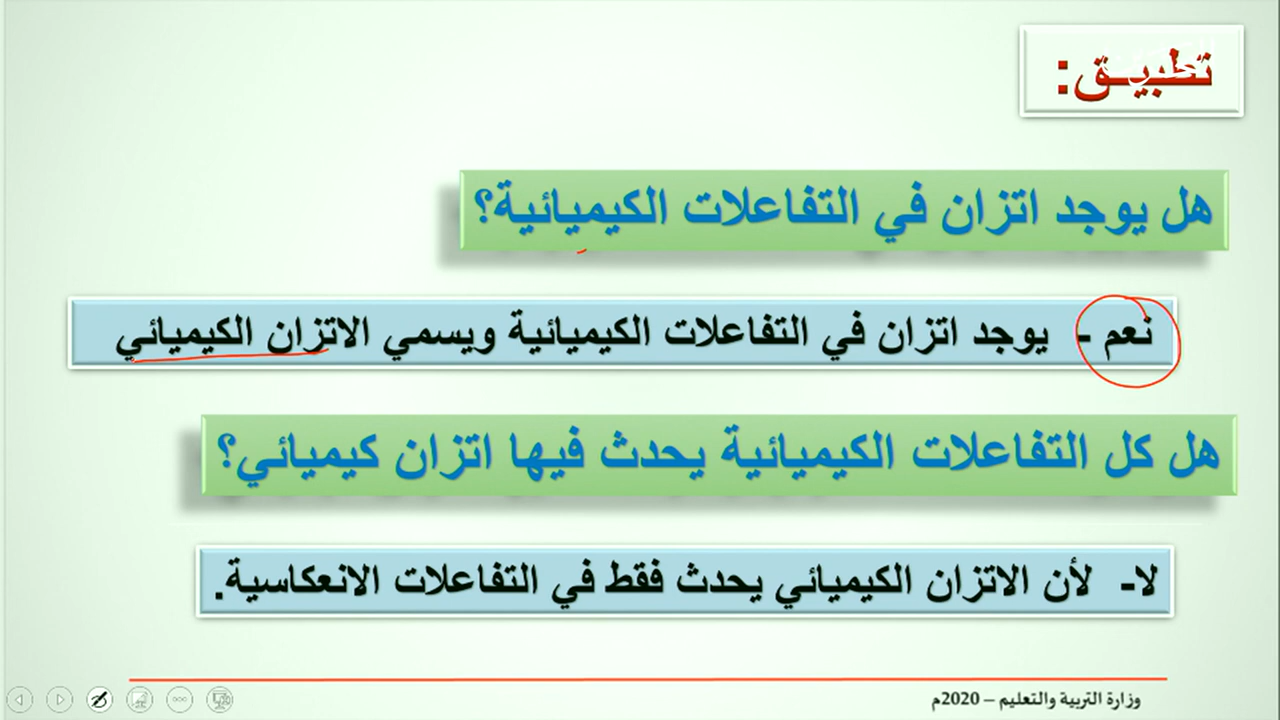 تطبيـق:
هل يوجد اتزان في التفاعلات الكيميائية؟
نعم - يوجد اتزان في التفاعلات الكيميائية ويسمي الاتزان الكيميائي
هل كل التفاعلات الكيميائية يحدث فيها اتزان كيميائي؟
لا- لأن الاتزان الكيميائي يحدث فقط في التفاعلات الانعكاسية.
وزارة التربية والتعليم – 2020م